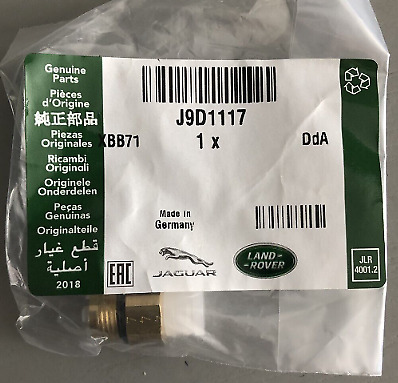 Genuine
Parts
Pièces
d'Origine
純正部品
Piezas
Originales
Ricambi
Originali
Originele
Onderdelen
Peças
Genuinas
Originalteile
قطع غيار
أصلية
2018
J9D1117
XBB71
1 x
DdA
Made in
Germany
EAC
JAGUAR
LAND-
ROVER
JLR
4001.2